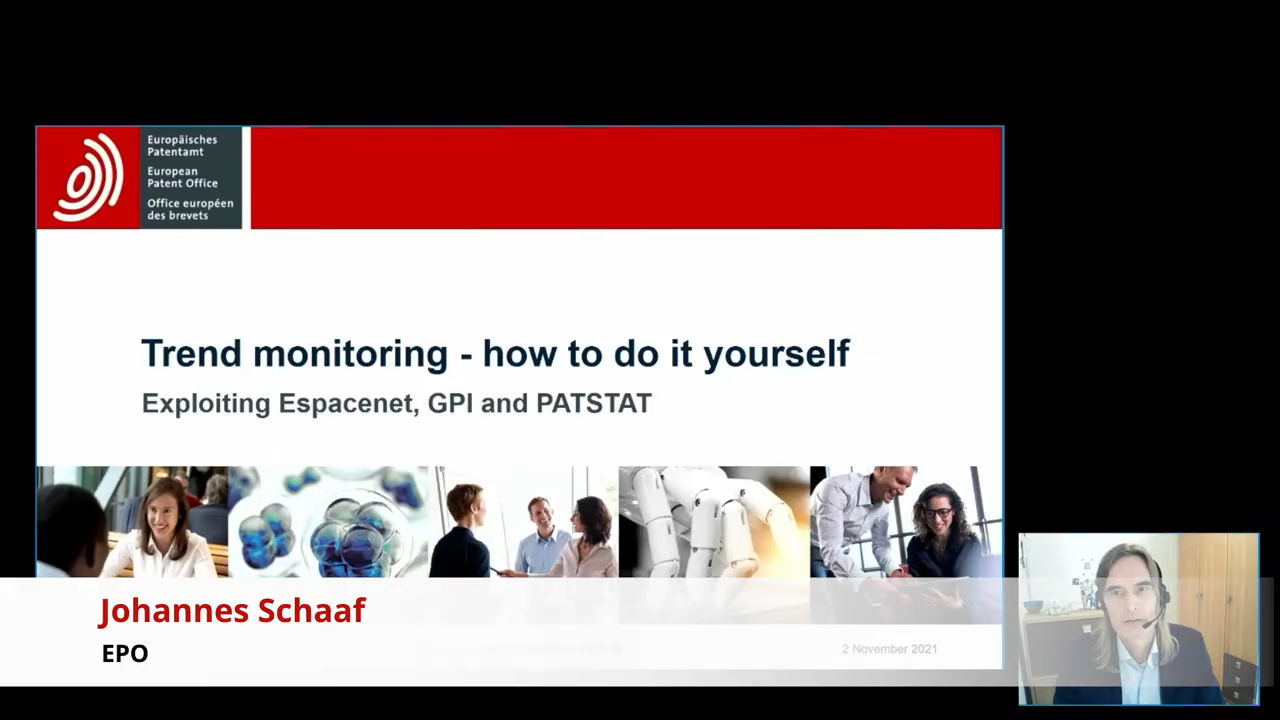 Europäisches
Patentamt
European
Patent Office
Office européen
des brevets
Trend monitoring - how to do it yourself
Exploiting Espacenet, GPI and PATSTAT
Johannes Schaaf
EPO
2 November 2021